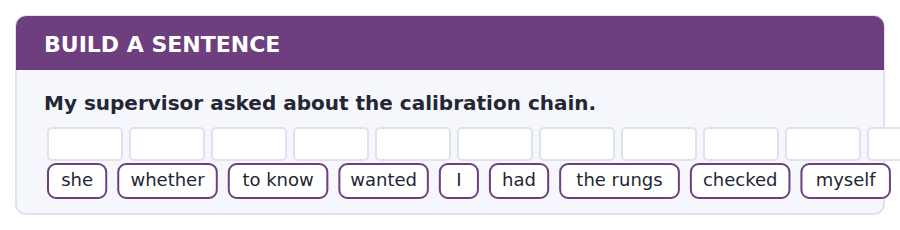 BUILD A SENTENCE
My supervisor asked about the calibration chain.
she whether to know wanted I had the rungs checked myself